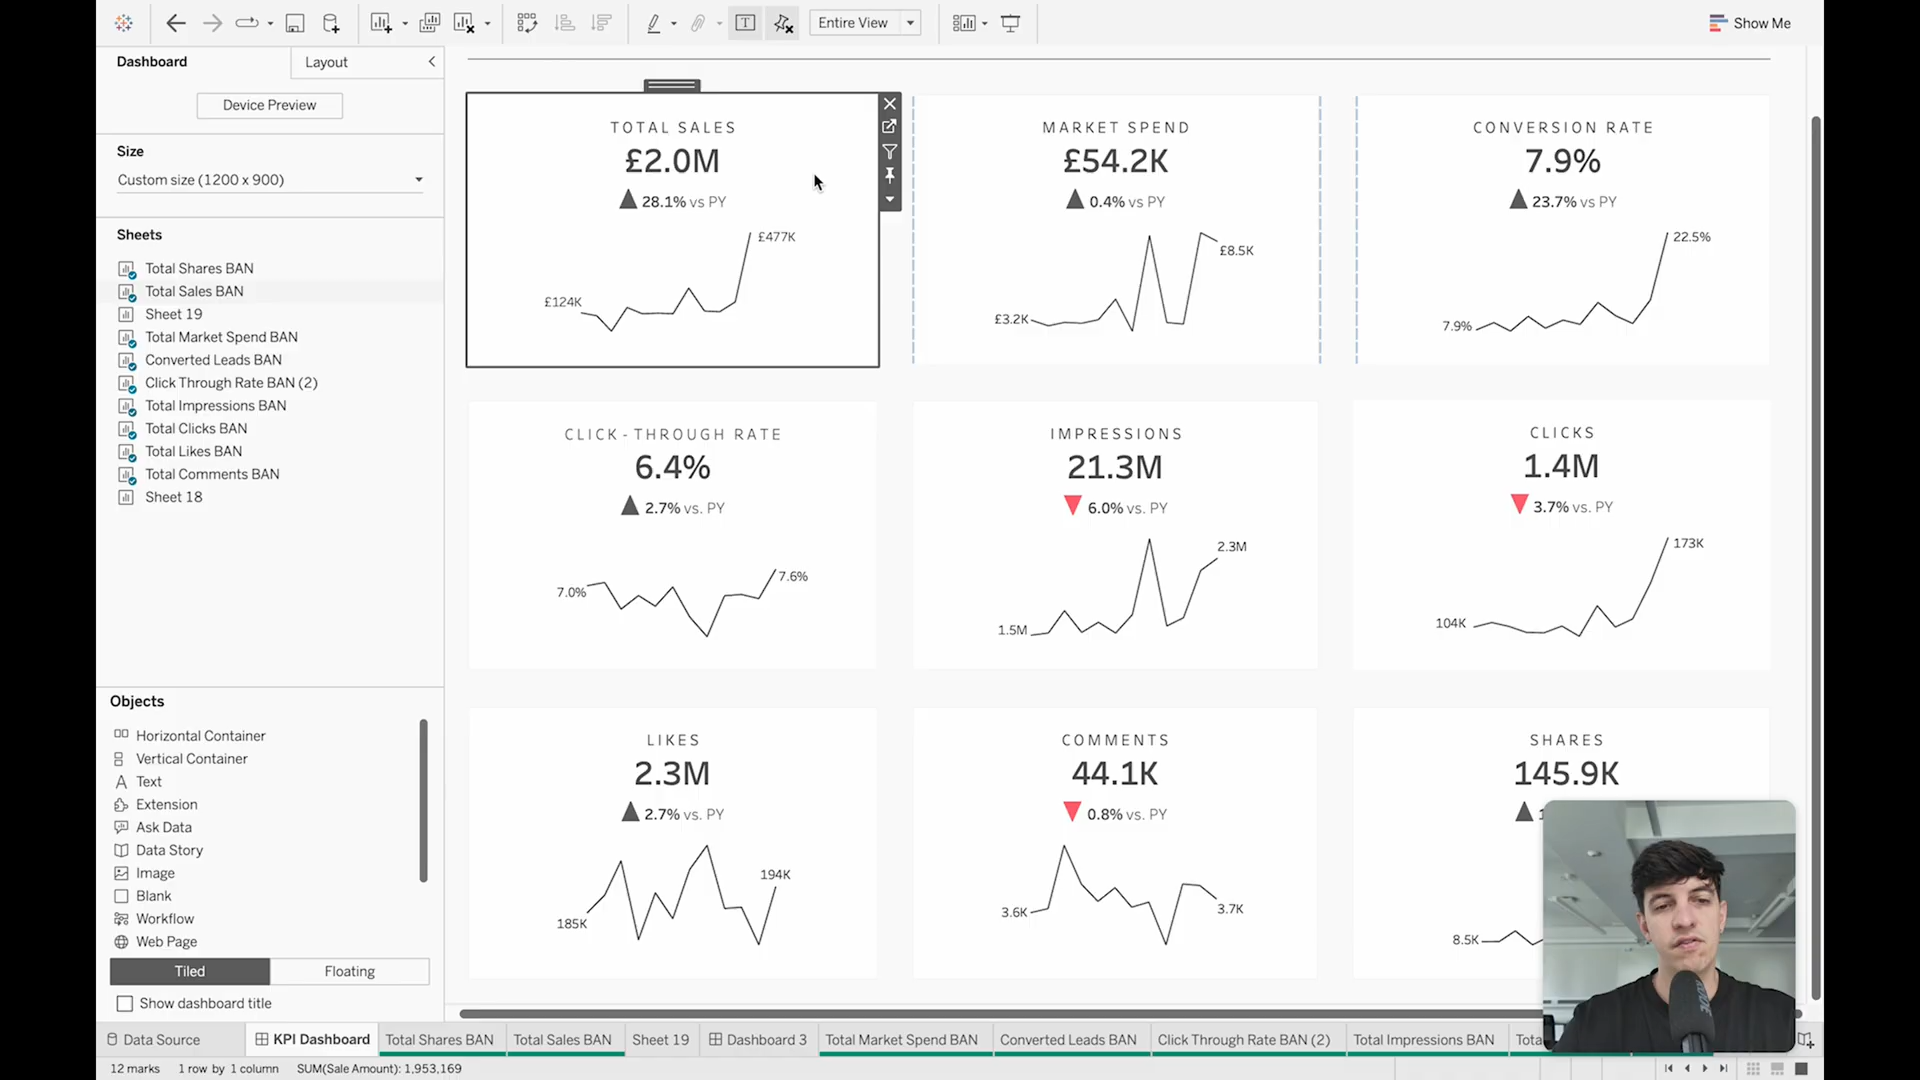 Entire View
Show Me
Dashboard
Layout
Device Preview
Size
Custom size (1200 x 900)
Sheets
Total Shares BAN
Total Sales BAN
Sheet 19
Total Market Spend BAN
Converted Leads BAN
Click Through Rate BAN (2)
Total Impressions BAN
Total Clicks BAN
Total Likes BAN
Total Comments BAN
Sheet 18
Objects
Horizontal Container
Vertical Container
Text
Extension
Ask Data
Data Story
Image
Blank
Workflow
Web Page
Tiled
Floating
Show dashboard title
TOTAL SALES
£2.0M
28.1% vs PY
£477K
£124K
MARKET SPEND
£54.2K
0.4% vs PY
£8.5K
£3.2K
CONVERSION RATE
7.9%
23.7% vs PY
22.5%
7.9%
CLICK-THROUGH RATE
6.4%
2.7% vs. PY
7.6%
7.0%
IMPRESSIONS
21.3M
6.0% vs. PY
2.3M
1.5M
CLICKS
1.4M
3.7% vs. PY
173K
104K
LIKES
2.3M
2.7% vs. PY
194K
185K
COMMENTS
44.1K
0.8% vs. PY
3.6K
3.7K
SHARES
145.9K
8.5K
Data Source
KPI Dashboard
Total Shares BAN
Total Sales BAN
Sheet 19
Dashboard 3
Total Market Spend BAN
Converted Leads BAN
Click Through Rate BAN (2)
Total Impressions BAN
12 marks
1 row by 1 column
SUM(Sale Amount): 1,953,169